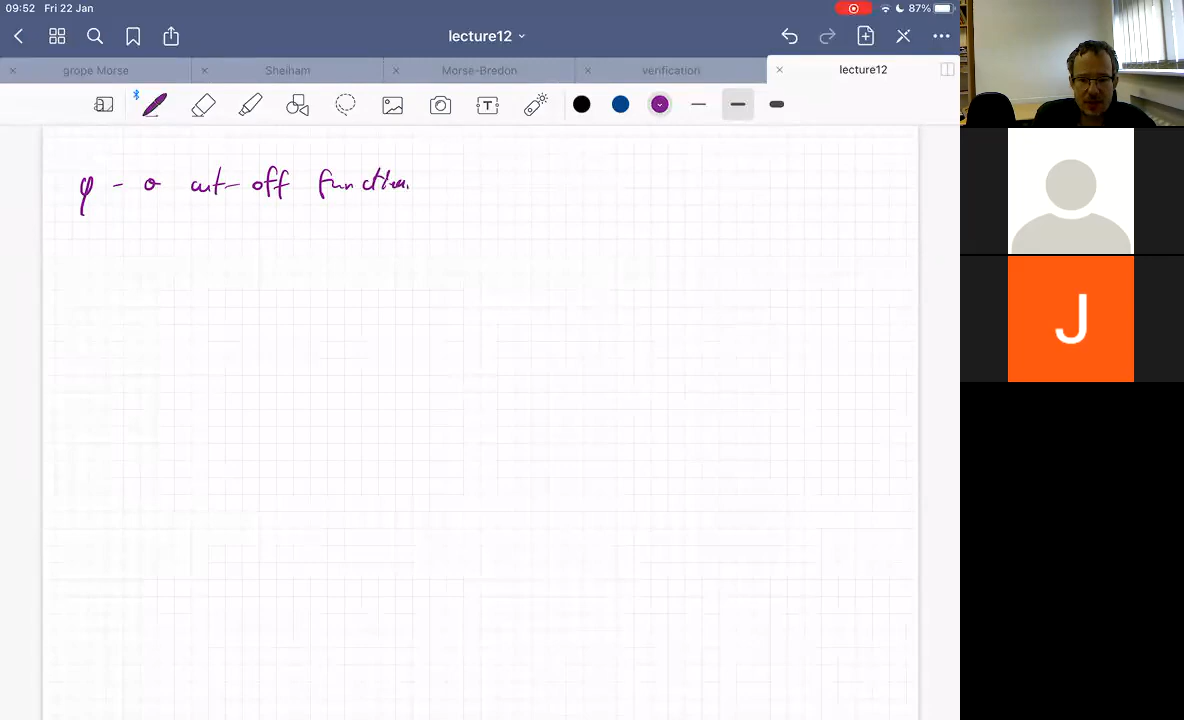 09:52 Fri 22 Jan 87%
lecture12
grope Morse Sheiham Morse-Bredon verification lecture12
T
φ - a cut-off function.
J